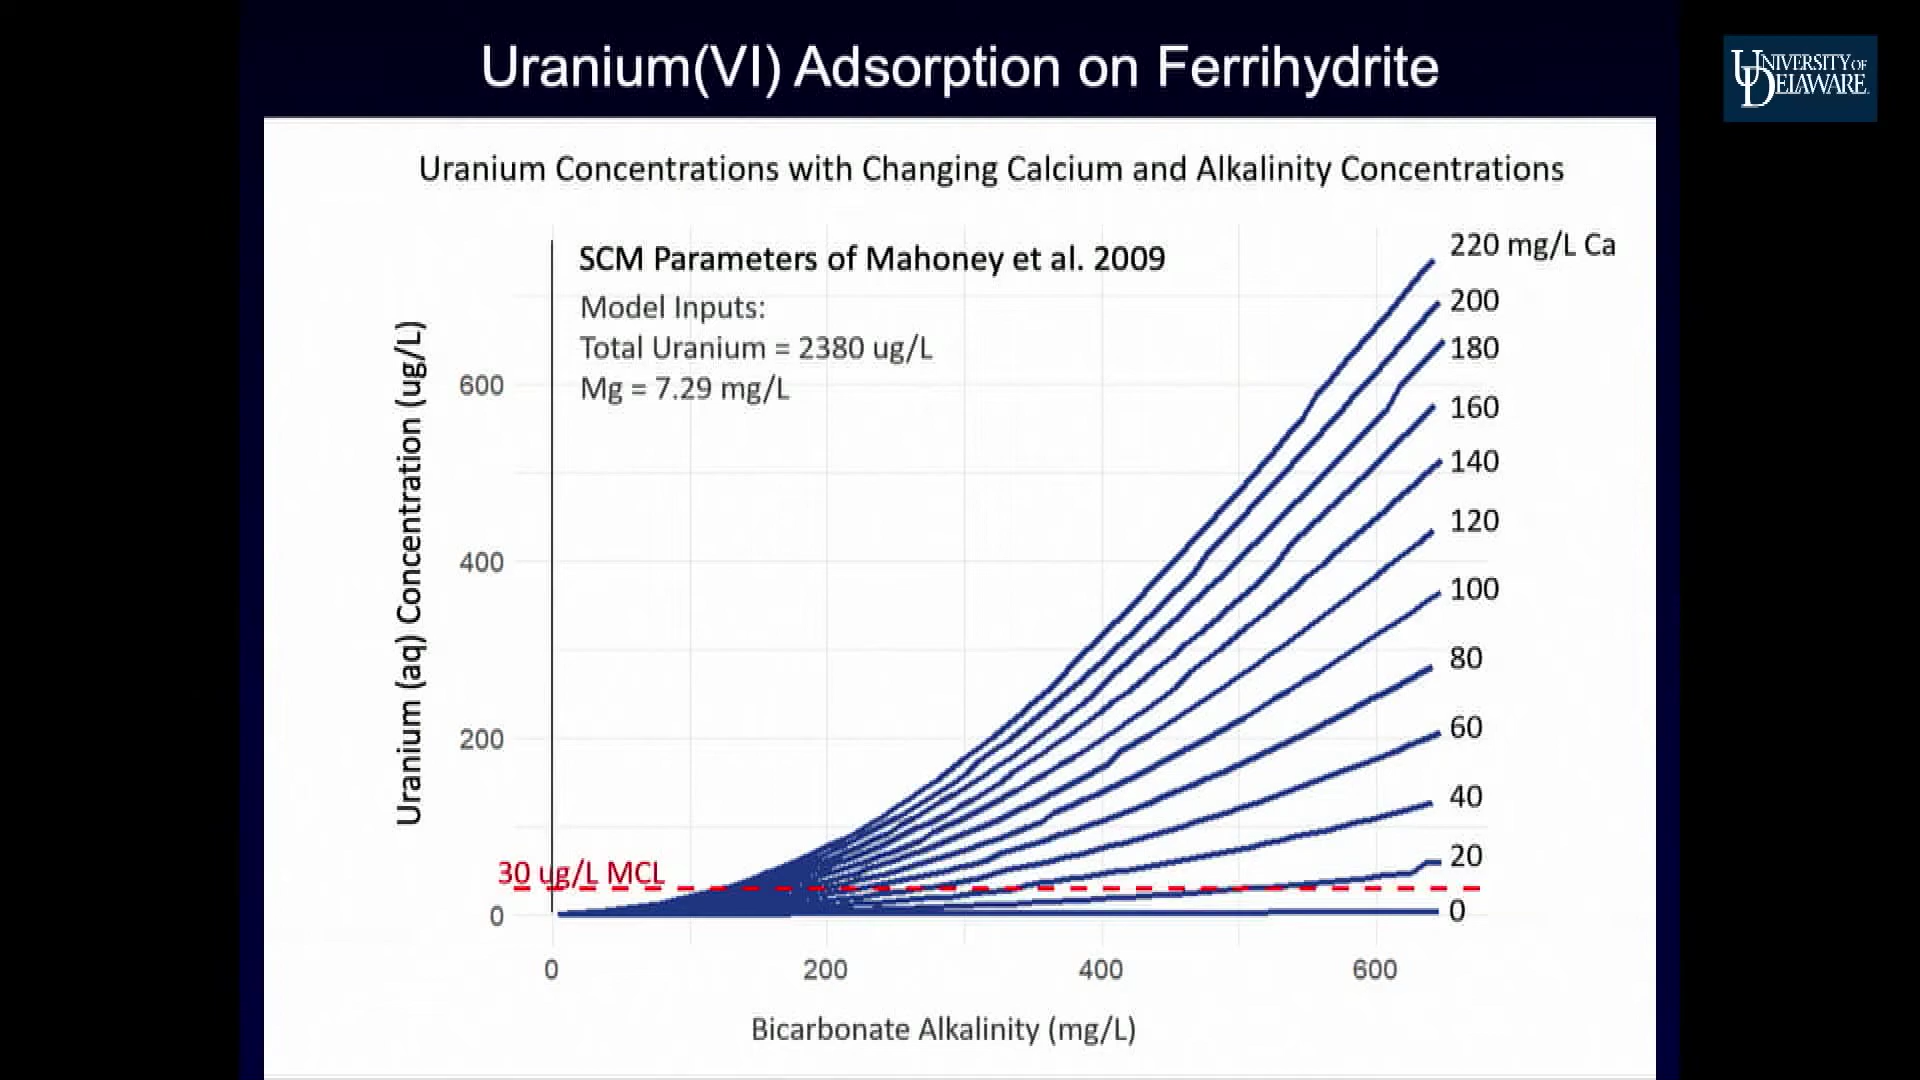 Uranium(VI) Adsorption on Ferrihydrite
UNIVERSITY OF
DELAWARE.
Uranium Concentrations with Changing Calcium and Alkalinity Concentrations
SCM Parameters of Mahoney et al. 2009
Model Inputs:
Total Uranium = 2380 ug/L
Mg = 7.29 mg/L
220 mg/L Ca
200
180
160
140
120
100
80
60
40
20
0
Uranium (aq) Concentration (ug/L)
600
400
200
0
30 ug/L MCL
0
200
400
600
Bicarbonate Alkalinity (mg/L)